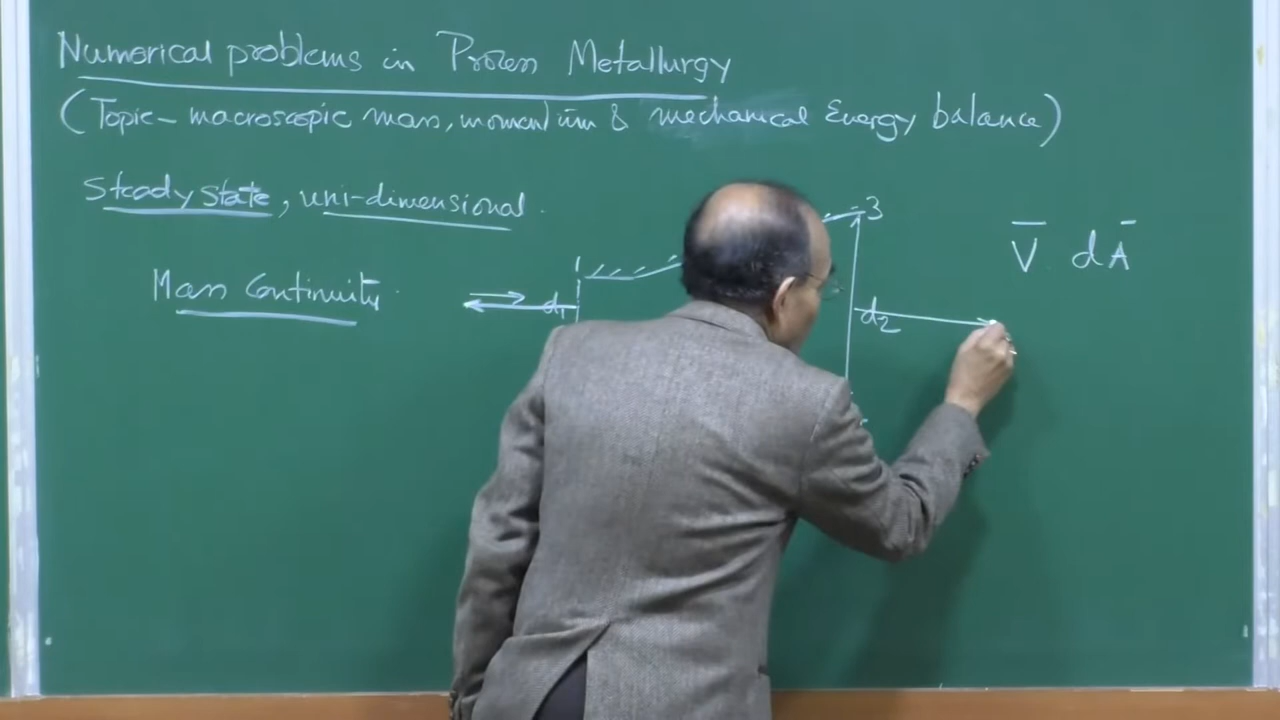 Numerical problems in Process Metallurgy
(Topic - macroscopic mass, momentum & mechanical Energy balance)
Steady state, uni-dimensional.
Mass Continuity.
d1
3
d2
V dA